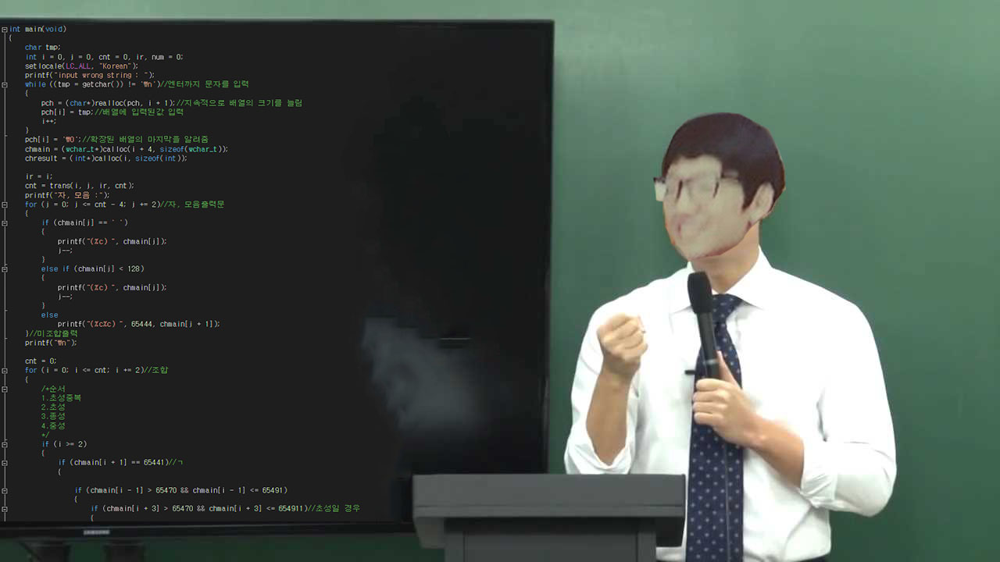 int main(void)
{
char tmp;
int i = 0, j = 0, cnt = 0, ir, num = 0;
setlocale(LC_ALL, "Korean");
printf("input wrong string : ");
while ((tmp = getchar()) != '₩n')//엔터까지 문자를 입력
{
pch = (char*)realloc(pch, i + 1);//지속적으로 배열의 크기를 늘림
pch[i] = tmp;//배열에 입력된값 입력
i++;
}
pch[i] = '₩0';//확장된 배열의 마지막을 알려줌
chmain = (wchar_t*)calloc(i + 4, sizeof(wchar_t));
chresult = (int*)calloc(i, sizeof(int));
ir = i;
cnt = trans(i, j, ir, cnt);
printf("자, 모음 :");
for (j = 0; j <= cnt - 4; j += 2)//자, 모음출력문
{
if (chmain[j] == ' ')
{
printf("(%c) ", chmain[j]);
j--;
}
else if (chmain[j] < 128)
{
printf("(%c) ", chmain[j]);
j--;
}
else
printf("(%c%c) ", 65444, chmain[j + 1]);
}//미조합출력
printf("₩n");
cnt = 0;
for (i = 0; i <= cnt; i += 2)//조합
{
/*순서
1.초성중복
2.초성
3.종성
4.중성
*/
if (i >= 2)
{
if (chmain[i + 1] == 65441)//ㄱ
{
if (chmain[i - 1] > 65470 && chmain[i - 1] <= 65491)
{
if (chmain[i + 3] > 65470 && chmain[i + 3] <= 654911)//초성일 경우
{
SAMSUNG